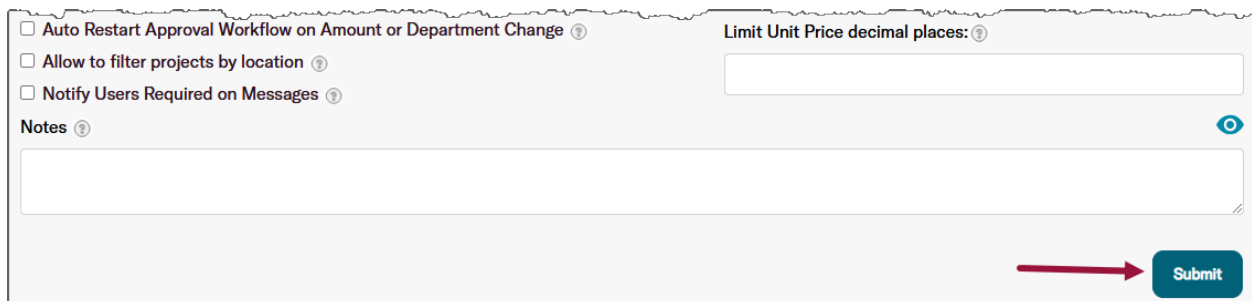 Auto Restart Approval Workflow on Amount or Department Change
Allow to filter projects by location
Notify Users Required on Messages
Limit Unit Price decimal places:
Notes
Submit